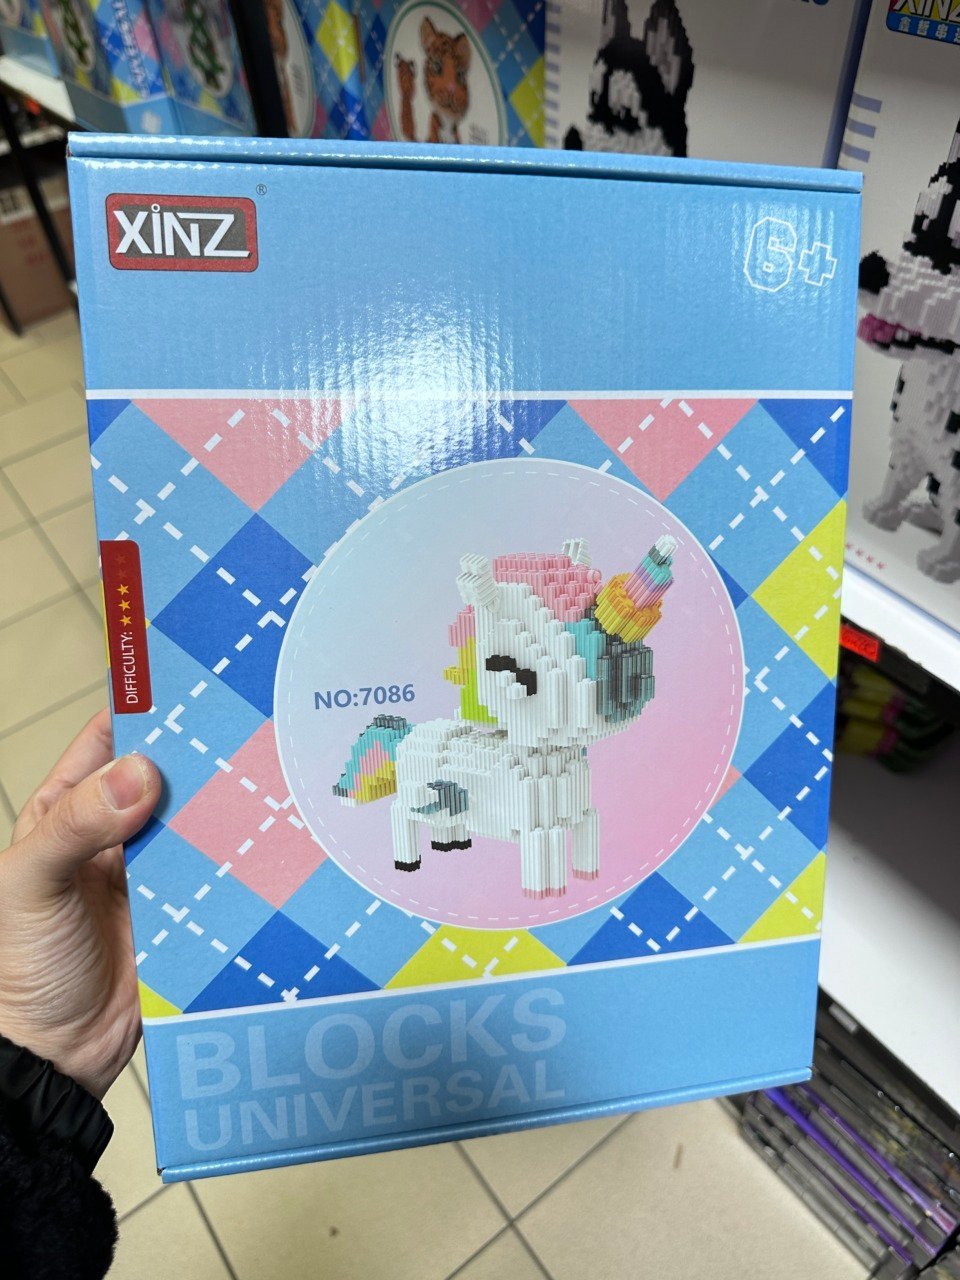 XINZ
®
6+
DIFFICULTY: ★★★★★
NO:7086
BLOCKS
UNIVERSAL